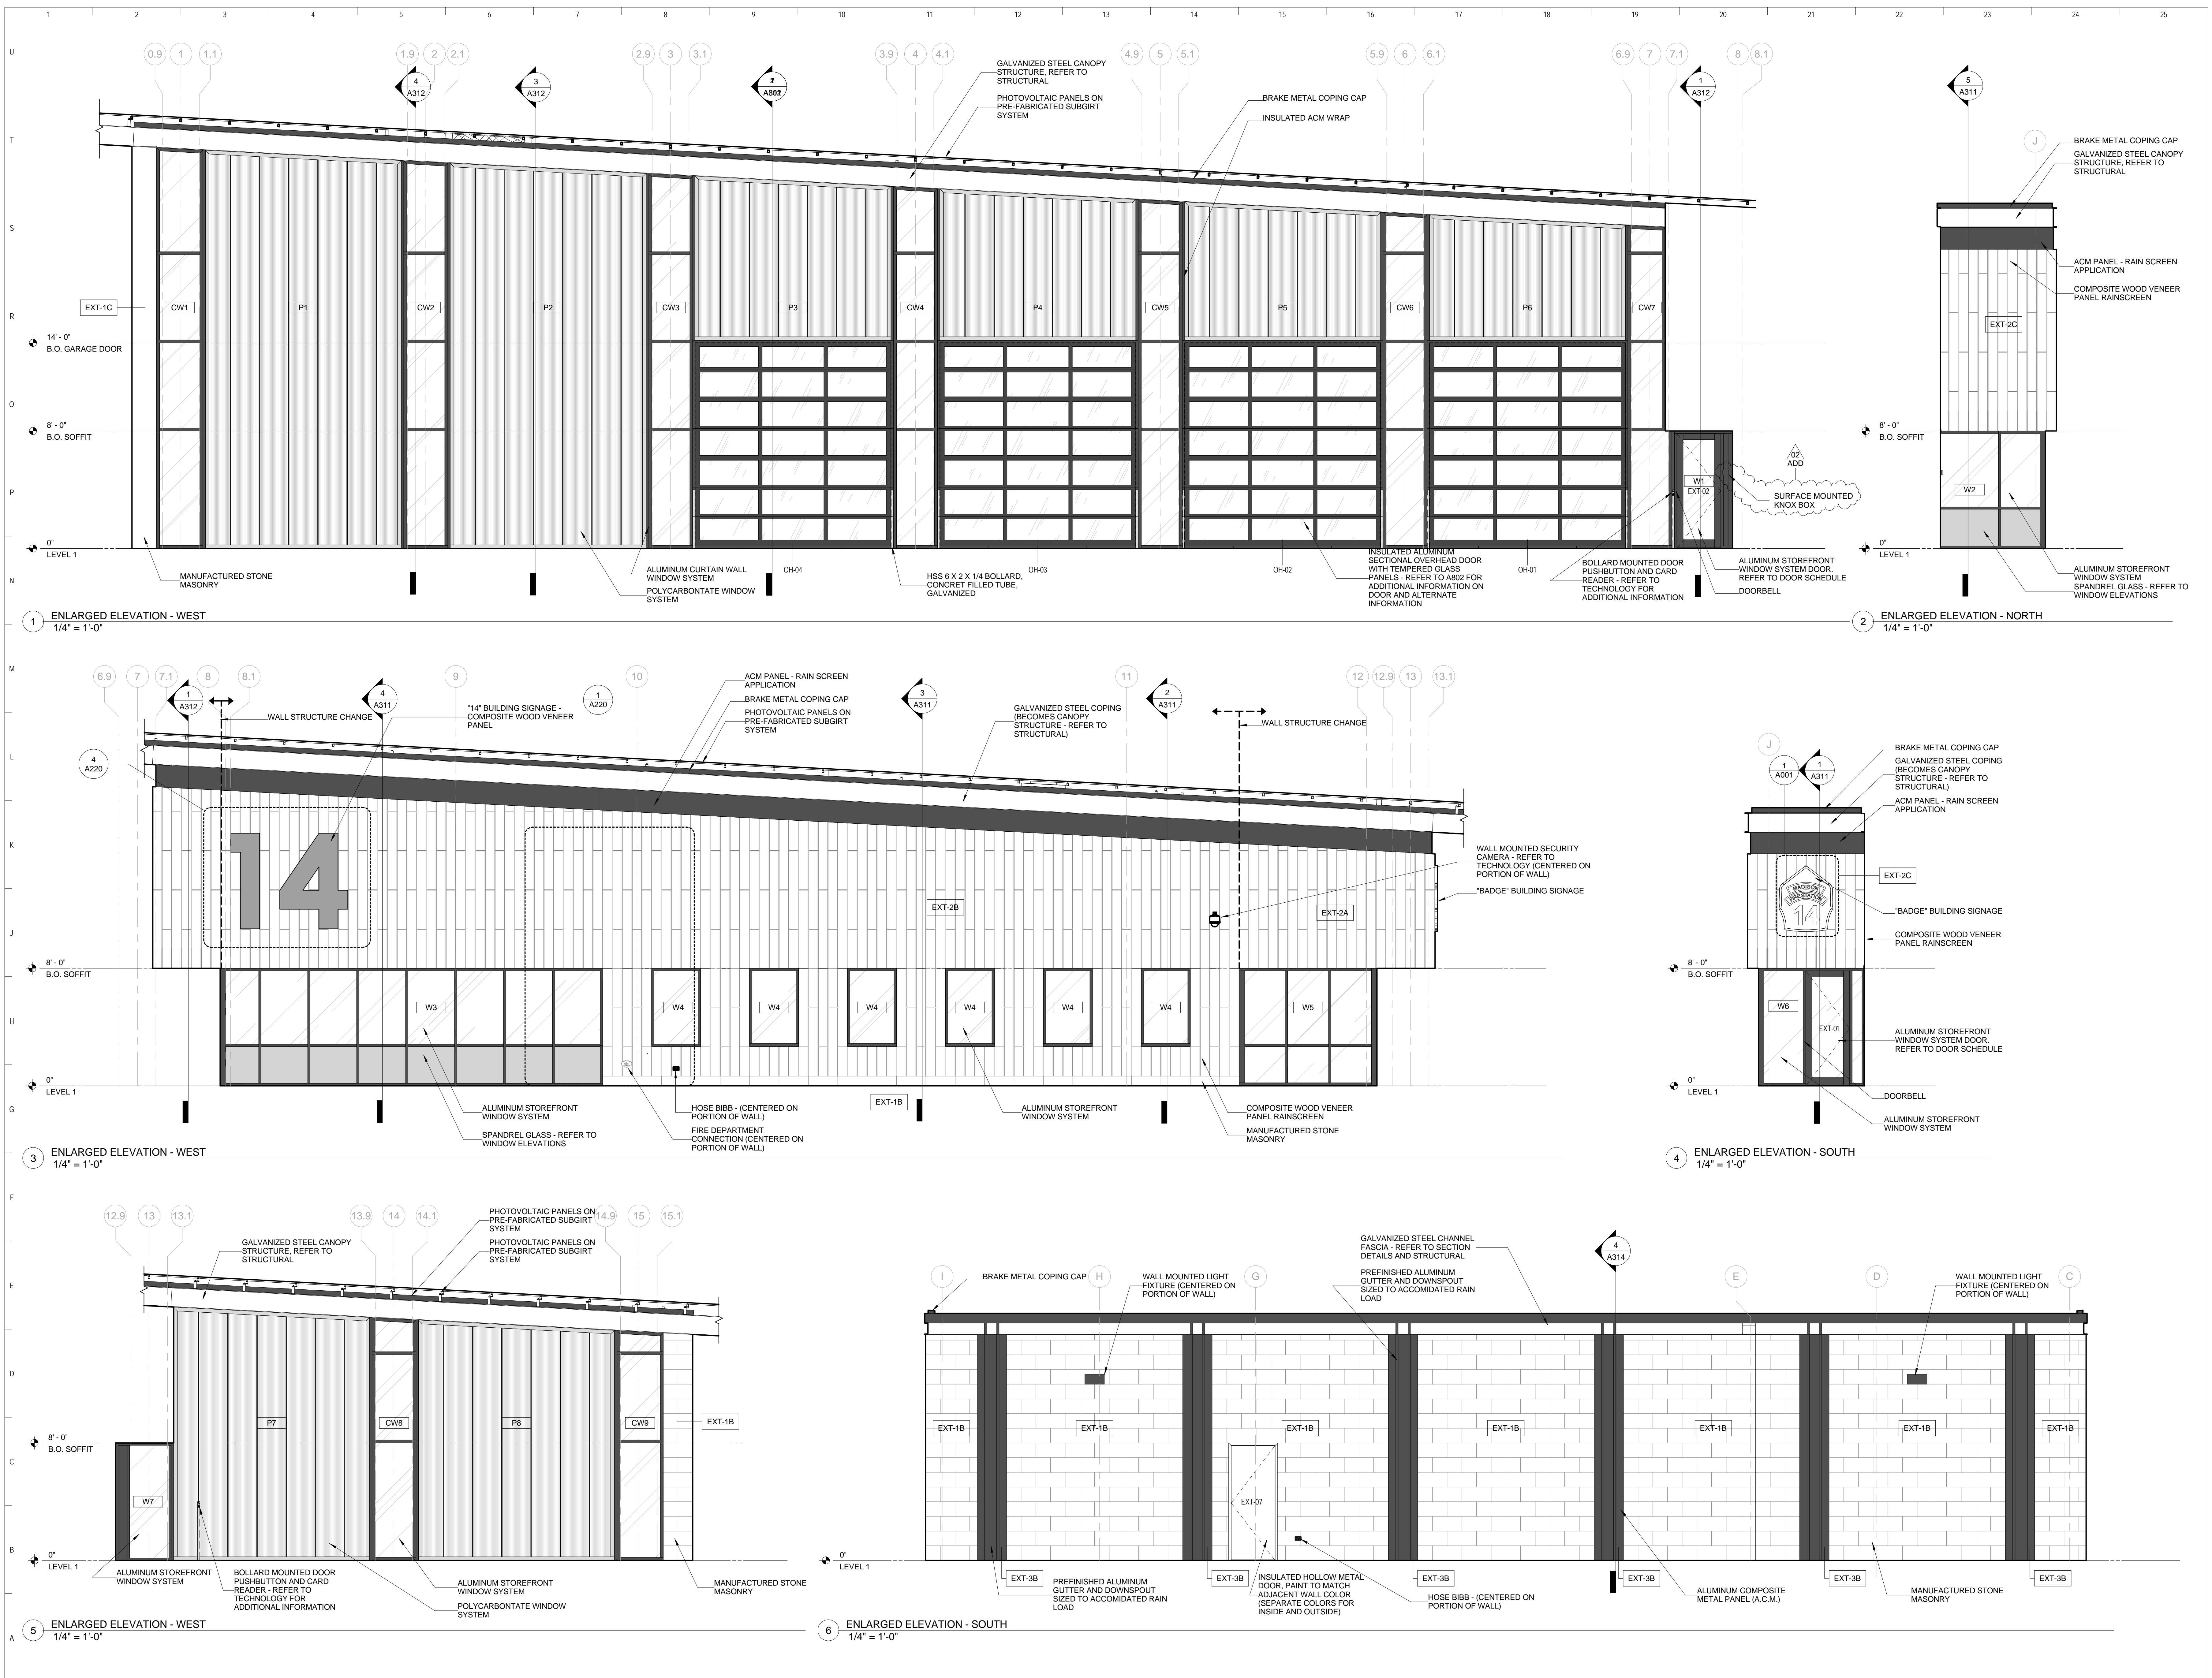 1 2 3 4 5 6 7 8 9 10 11 12 13 14 15 16 17 18 19 20 21 22 23 24 25
U
T
S
R
Q
P
N
M
L
K
J
H
G
F
E
D
C
B
A
0.9 1 1.1 1.9 2 2.1 2.9 3 3.1 3.9 4 4.1 4.9 5 5.1 5.9 6 6.1 6.9 7 7.1 8 8.1
4
A312
3
A312
1
A312
GALVANIZED STEEL CANOPY
STRUCTURE, REFER TO
STRUCTURAL
PHOTOVOLTAIC PANELS ON
PRE-FABRICATED SUBGIRT
SYSTEM
BRAKE METAL COPING CAP
INSULATED ACM WRAP
EXT-1C
CW1
P1
CW2
P2
CW3
P3
CW4
P4
CW5
P5
CW6
P6
CW7
14' - 0"
B.O. GARAGE DOOR
8' - 0"
B.O. SOFFIT
0"
LEVEL 1
02
ADD
W1
EXT-02
SURFACE MOUNTED
KNOX BOX
MANUFACTURED STONE
MASONRY
ALUMINUM CURTAIN WALL
WINDOW SYSTEM
POLYCARBONTATE WINDOW
SYSTEM
OH-04
HSS 6 X 2 X 1/4 BOLLARD,
CONCRET FILLED TUBE,
GALVANIZED
OH-03
OH-02
INSULATED ALUMINUM
SECTIONAL OVERHEAD DOOR
WITH TEMPERED GLASS
PANELS - REFER TO A802 FOR
ADDITIONAL INFORMATION ON
DOOR AND ALTERNATE
INFORMATION
OH-01
BOLLARD MOUNTED DOOR
PUSHBUTTON AND CARD
READER - REFER TO
TECHNOLOGY FOR
ADDITIONAL INFORMATION
ALUMINUM STOREFRONT
WINDOW SYSTEM DOOR.
REFER TO DOOR SCHEDULE
DOORBELL
1 ENLARGED ELEVATION - WEST
1/4" = 1'-0"
5
A311
J
BRAKE METAL COPING CAP
GALVANIZED STEEL CANOPY
STRUCTURE, REFER TO
STRUCTURAL
ACM PANEL - RAIN SCREEN
APPLICATION
COMPOSITE WOOD VENEER
PANEL RAINSCREEN
EXT-2C
8' - 0"
B.O. SOFFIT
W2
0"
LEVEL 1
ALUMINUM STOREFRONT
WINDOW SYSTEM
SPANDREL GLASS - REFER TO
WINDOW ELEVATIONS
2 ENLARGED ELEVATION - NORTH
1/4" = 1'-0"
6.9 7 7.1 8 8.1 9 10 11 12 12.9 13 13.1
1
A312
4
A311
1
A220
3
A311
2
A311
4
A220
WALL STRUCTURE CHANGE
"14" BUILDING SIGNAGE -
COMPOSITE WOOD VENEER
PANEL
ACM PANEL - RAIN SCREEN
APPLICATION
BRAKE METAL COPING CAP
PHOTOVOLTAIC PANELS ON
PRE-FABRICATED SUBGIRT
SYSTEM
GALVANIZED STEEL COPING
(BECOMES CANOPY
STRUCTURE - REFER TO
STRUCTURAL)
WALL STRUCTURE CHANGE
WALL MOUNTED SECURITY
CAMERA - REFER TO
TECHNOLOGY (CENTERED ON
PORTION OF WALL)
"BADGE" BUILDING SIGNAGE
14
EXT-2B
EXT-2A
8' - 0"
B.O. SOFFIT
W3
W4
W4
W4
W4
W4
W4
W5
0"
LEVEL 1
EXT-1B
ALUMINUM STOREFRONT
WINDOW SYSTEM
SPANDREL GLASS - REFER TO
WINDOW ELEVATIONS
HOSE BIBB - (CENTERED ON
PORTION OF WALL)
FIRE DEPARTMENT
CONNECTION (CENTERED ON
PORTION OF WALL)
ALUMINUM STOREFRONT
WINDOW SYSTEM
COMPOSITE WOOD VENEER
PANEL RAINSCREEN
MANUFACTURED STONE
MASONRY
3 ENLARGED ELEVATION - WEST
1/4" = 1'-0"
J
1
A001
1
A311
BRAKE METAL COPING CAP
GALVANIZED STEEL COPING
(BECOMES CANOPY
STRUCTURE - REFER TO
STRUCTURAL)
ACM PANEL - RAIN SCREEN
APPLICATION
EXT-2C
MADISON
FIRE STATION
14
"BADGE" BUILDING SIGNAGE
COMPOSITE WOOD VENEER
PANEL RAINSCREEN
8' - 0"
B.O. SOFFIT
W6
EXT-01
ALUMINUM STOREFRONT
WINDOW SYSTEM DOOR.
REFER TO DOOR SCHEDULE
0"
LEVEL 1
DOORBELL
ALUMINUM STOREFRONT
WINDOW SYSTEM
4 ENLARGED ELEVATION - SOUTH
1/4" = 1'-0"
12.9 13 13.1 13.9 14 14.1 14.9 15 15.1
GALVANIZED STEEL CANOPY
STRUCTURE, REFER TO
STRUCTURAL
PHOTOVOLTAIC PANELS ON
PRE-FABRICATED SUBGIRT
SYSTEM
PHOTOVOLTAIC PANELS ON
PRE-FABRICATED SUBGIRT
SYSTEM
P7
CW8
P8
CW9
EXT-1B
8' - 0"
B.O. SOFFIT
W7
0"
LEVEL 1
ALUMINUM STOREFRONT
WINDOW SYSTEM
BOLLARD MOUNTED DOOR
PUSHBUTTON AND CARD
READER - REFER TO
TECHNOLOGY FOR
ADDITIONAL INFORMATION
ALUMINUM STOREFRONT
WINDOW SYSTEM
POLYCARBONTATE WINDOW
SYSTEM
MANUFACTURED STONE
MASONRY
5 ENLARGED ELEVATION - WEST
1/4" = 1'-0"
I H G E D C
4
A314
BRAKE METAL COPING CAP
WALL MOUNTED LIGHT
FIXTURE (CENTERED ON
PORTION OF WALL)
GALVANIZED STEEL CHANNEL
FASCIA - REFER TO SECTION
DETAILS AND STRUCTURAL
PREFINISHED ALUMINUM
GUTTER AND DOWNSPOUT
SIZED TO ACCOMIDATED RAIN
LOAD
WALL MOUNTED LIGHT
FIXTURE (CENTERED ON
PORTION OF WALL)
EXT-1B
EXT-1B
EXT-1B
EXT-1B
EXT-1B
EXT-1B
EXT-1B
EXT-07
0"
LEVEL 1
EXT-3B
EXT-3B
EXT-3B
EXT-3B
EXT-3B
EXT-3B
PREFINISHED ALUMINUM
GUTTER AND DOWNSPOUT
SIZED TO ACCOMIDATED RAIN
LOAD
INSULATED HOLLOW METAL
DOOR, PAINT TO MATCH
ADJACENT WALL COLOR
(SEPARATE COLORS FOR
INSIDE AND OUTSIDE)
HOSE BIBB - (CENTERED ON
PORTION OF WALL)
ALUMINUM COMPOSITE
METAL PANEL (A.C.M.)
MANUFACTURED STONE
MASONRY
6 ENLARGED ELEVATION - SOUTH
1/4" = 1'-0"